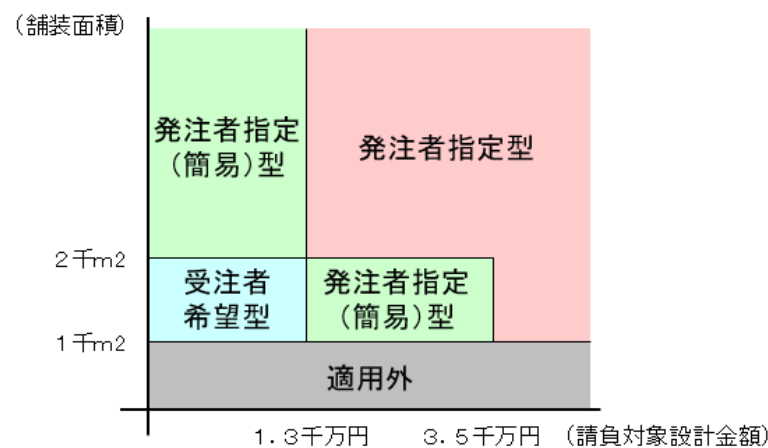 （舗装面積）
発注者指定
（簡易）型
発注者指定型
２千m2
受注者
希望型
発注者指定
（簡易）型
１千m2
適用外
１．３千万円
３．５千万円
（請負対象設計金額）